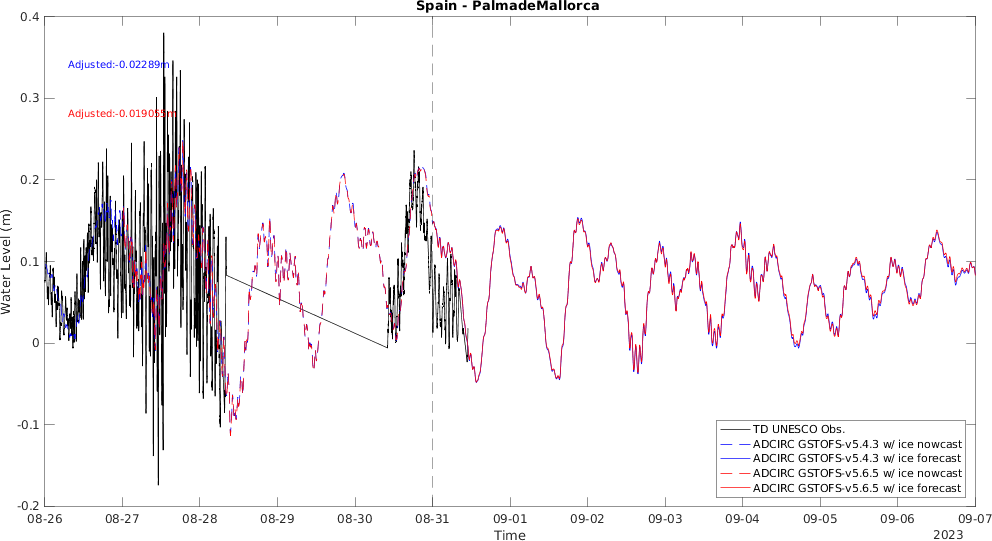 Spain - PalmadeMallorca
0.4
0.3
0.2
0.1
0
-0.1
-0.2
Water Level (m)
Adjusted:-0.02289m
Adjusted:-0.019055m
TD UNESCO Obs.
ADCIRC GSTOFS-v5.4.3 w/ ice nowcast
ADCIRC GSTOFS-v5.4.3 w/ ice forecast
ADCIRC GSTOFS-v5.6.5 w/ ice nowcast
ADCIRC GSTOFS-v5.6.5 w/ ice forecast
08-26 08-27 08-28 08-29 08-30 08-31 09-01 09-02 09-03 09-04 09-05 09-06 09-07
Time
2023